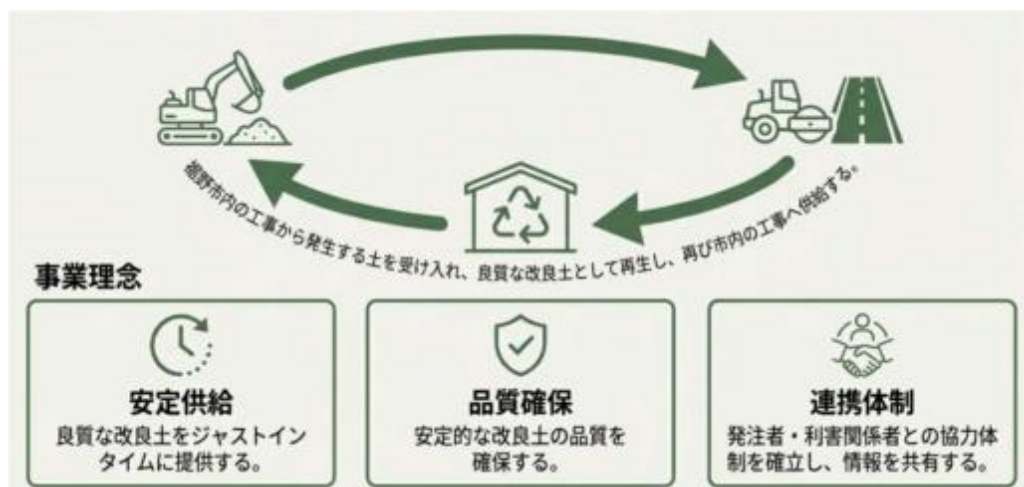 裾野市内の工事から発生する土を受け入れ、良質な改良土として再生し、再び市内の工事へ供給する。
事業理念
安定供給
良質な改良土をジャストイン
タイムに提供する。
品質確保
安定的な改良土の品質を
確保する。
連携体制
発注者・利害関係者との協力体
制を確立し、情報を共有する。